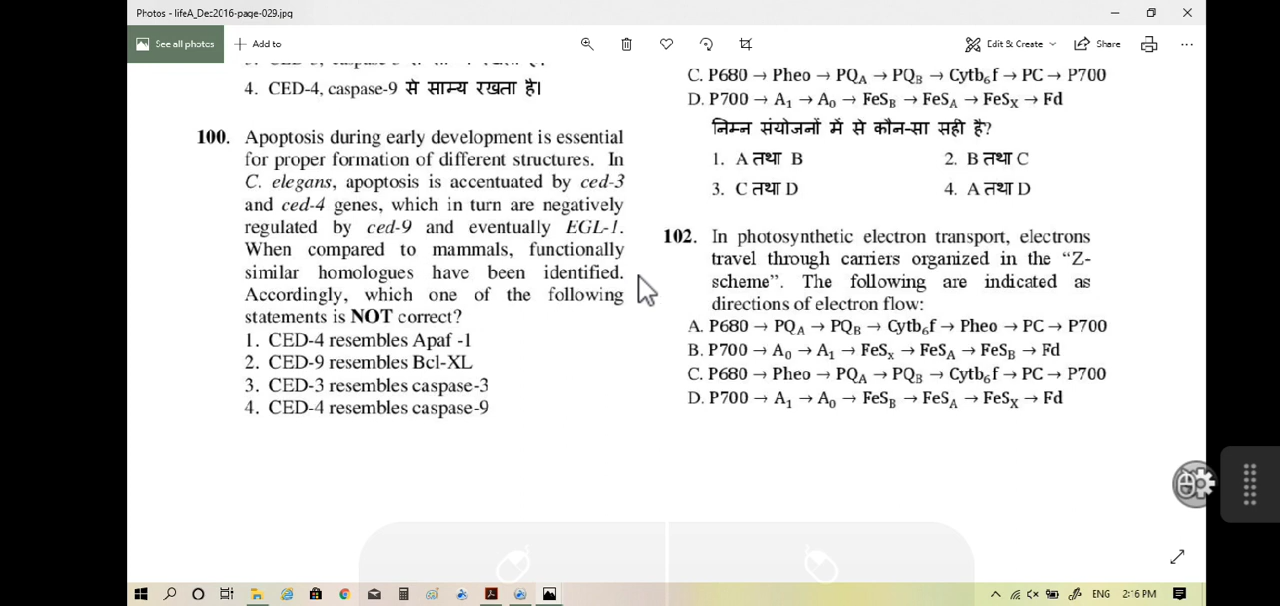 Photos - lifeA_Dec2016-page-029.jpg
See all photos
Add to
Edit & Create
Share
4. CED-4, caspase-9 से साम्य रखता है।
100. Apoptosis during early development is essential
for proper formation of different structures. In
C. elegans, apoptosis is accentuated by ced-3
and ced-4 genes, which in turn are negatively
regulated by ced-9 and eventually EGL-1.
When compared to mammals, functionally
similar homologues have been identified.
Accordingly, which one of the following
statements is NOT correct?
1. CED-4 resembles Apaf -1
2. CED-9 resembles Bcl-XL
3. CED-3 resembles caspase-3
4. CED-4 resembles caspase-9
C. P680 → Pheo → PQA → PQB → Cytb6f → PC → P700
D. P700 → A1 → A0 → FeSB → FeSA → FeSX → Fd
निम्न संयोजनों में से कौन-सा सही है?
1. A तथा B
2. B तथा C
3. C तथा D
4. A तथा D
102. In photosynthetic electron transport, electrons
travel through carriers organized in the “Z-
scheme”. The following are indicated as
directions of electron flow:
A. P680 → PQA → PQB → Cytb6f → Pheo → PC → P700
B. P700 → A0 → A1 → FeSx → FeSA → FeSB → Fd
C. P680 → Pheo → PQA → PQB → Cytb6f → PC → P700
D. P700 → A1 → A0 → FeSB → FeSA → FeSX → Fd
ENG 2:16 PM